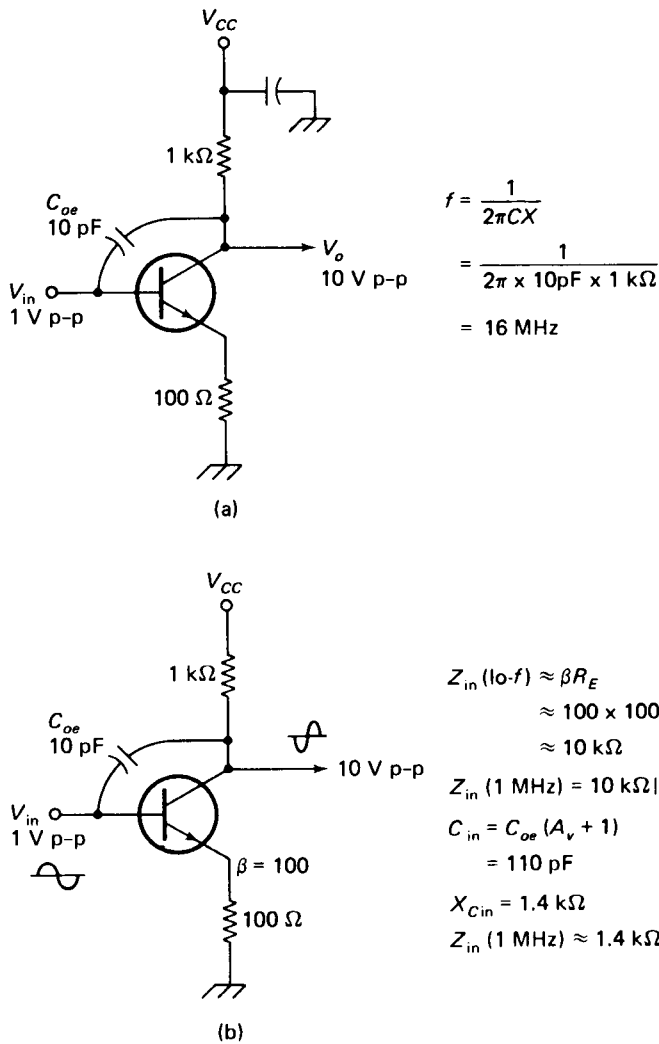 V_CC
1 kΩ
C_oe
10 pF
V_in
1 V p–p
V_o
10 V p–p
100 Ω
(a)
f = 1 / 2πCX
= 1 / 2π x 10pF x 1 kΩ
= 16 MHz
V_CC
1 kΩ
C_oe
10 pF
10 V p–p
V_in
1 V p–p
β = 100
100 Ω
(b)
Z_in (lo-f) ≈ βR_E
≈ 100 x 100
≈ 10 kΩ
Z_in (1 MHz) = 10 kΩ|
C_in = C_oe (A_v + 1)
= 110 pF
X_Cin = 1.4 kΩ
Z_in (1 MHz) ≈ 1.4 kΩ